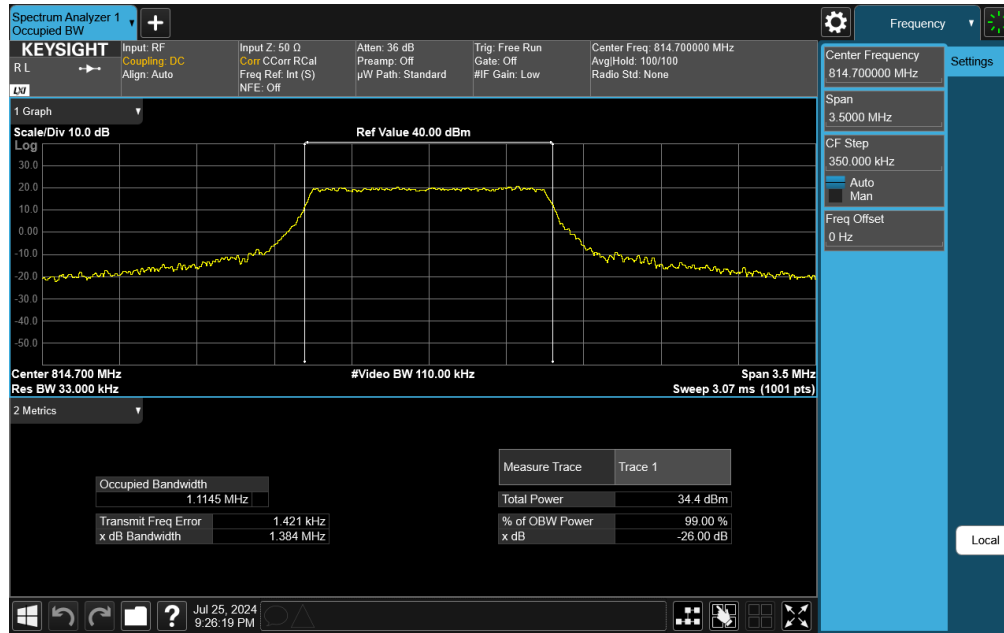 Spectrum Analyzer 1
Occupied BW
+
Frequency
KEYSIGHT
RL
LXI
Input: RF
Coupling: DC
Align: Auto
Input Z: 50 Ω
Corr CCorr RCal
Freq Ref: Int (S)
NFE: Off
Atten: 36 dB
Preamp: Off
µW Path: Standard
Trig: Free Run
Gate: Off
#IF Gain: Low
Center Freq: 814.700000 MHz
Avg|Hold: 100/100
Radio Std: None
Center Frequency
814.700000 MHz
Settings
Span
3.5000 MHz
CF Step
350.000 kHz
Auto
Man
Freq Offset
0 Hz
Local
1 Graph
Scale/Div 10.0 dB
Ref Value 40.00 dBm
Log
30.0
20.0
10.0
0.00
-10.0
-20.0
-30.0
-40.0
-50.0
Center 814.700 MHz
#Video BW 110.00 kHz
Span 3.5 MHz
Res BW 33.000 kHz
Sweep 3.07 ms (1001 pts)
2 Metrics
Measure Trace
Trace 1
Occupied Bandwidth
1.1145 MHz
Total Power
34.4 dBm
Transmit Freq Error
1.421 kHz
% of OBW Power
99.00 %
x dB Bandwidth
1.384 MHz
x dB
-26.00 dB
?
Jul 25, 2024
9:26:19 PM